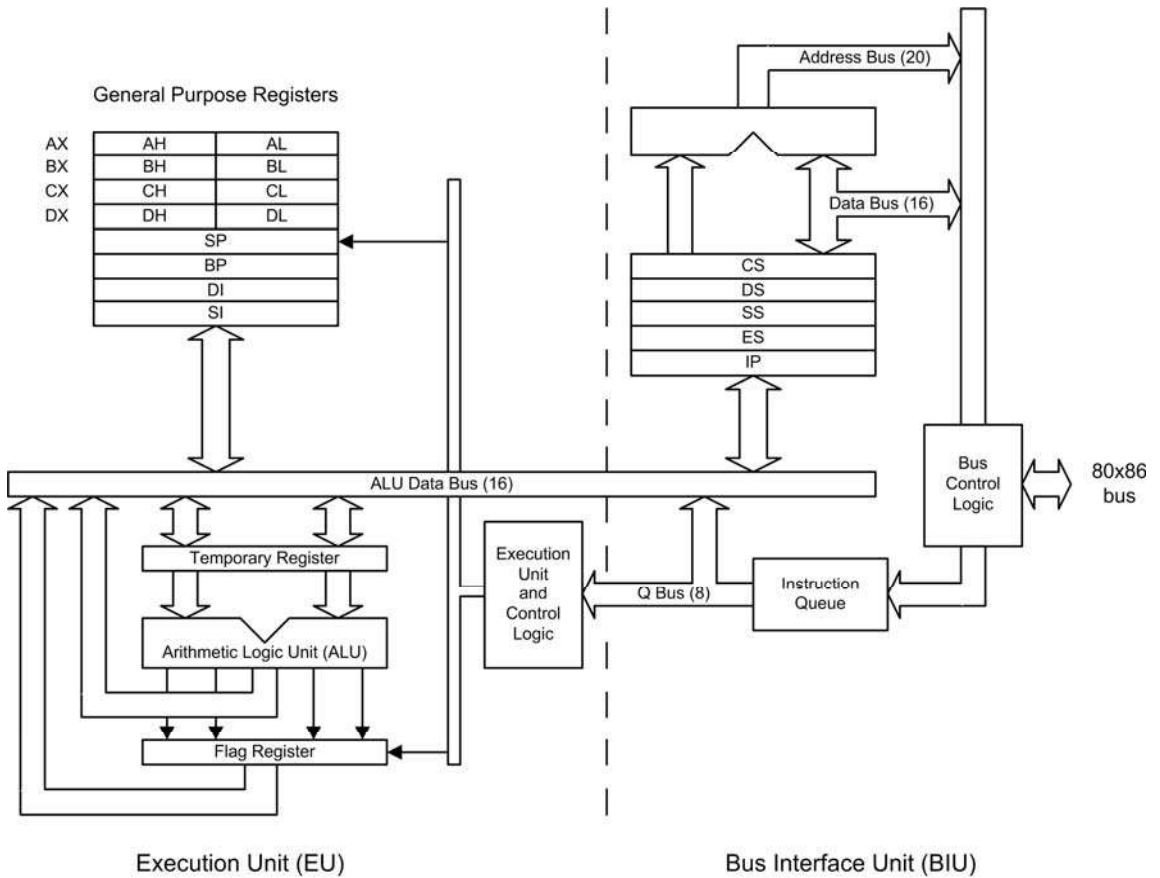 Address Bus (20)
General Purpose Registers
AX AH AL
BX BH BL
CX CH CL
DX DH DL
SP
BP
DI
SI
Data Bus (16)
CS
DS
SS
ES
IP
ALU Data Bus (16)
Bus
Control
Logic
80x86
bus
Temporary Register
Execution
Unit
and
Control
Logic
Q Bus (8)
Instruction
Queue
Arithmetic Logic Unit (ALU)
Flag Register
Execution Unit (EU)
Bus Interface Unit (BIU)